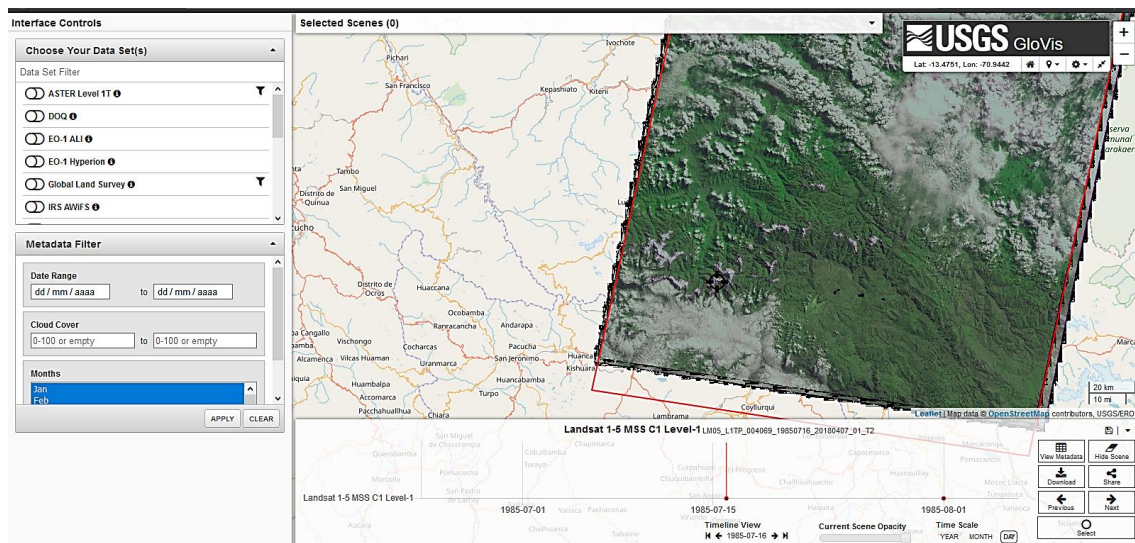 Interface Controls
Choose Your Data Set(s)
Data Set Filter
ASTER Level 1T
DOQ
EO-1 ALI
EO-1 Hyperion
Global Land Survey
IRS AWiFS
Metadata Filter
Date Range
dd / mm / aaaa to dd / mm / aaaa
Cloud Cover
0-100 or empty to 0-100 or empty
Months
Jan
Feb
APPLY CLEAR
Selected Scenes (0)
USGS GloVis
Lat: -13.4751, Lon: -70.9442
+
−
Ivochote
Pichari
San Francisco
Kepashiato
Kiteni
Tambo
San Miguel
Distrito de
Quinua
Distrito de
Ocros
Huaccana
Ocobamba
Ranracancha
Andarapa
Vischongo
Cocharcas
Pacucha
Vilcas Huaman
Uranmarca
San Jeronimo
Kishuara
Alcamenca
Huancabamba
Huambalpa
Turpo
Accomarca
Pacchahuallhua
Chiara
Lambrama
Coyllurqui
20 km
10 mi
Leaflet | Map data © OpenStreetMap contributors, USGS/ERO
Landsat 1-5 MSS C1 Level-1 LM05_L1TP_004069_19850716_20180407_01_T2
Landsat 1-5 MSS C1 Level-1
1985-07-01
1985-07-15
1985-08-01
Timeline View
1985-07-16
Current Scene Opacity
Time Scale
YEAR MONTH DAY
View Metadata
Hide Scene
Download
Share
Previous
Next
Select